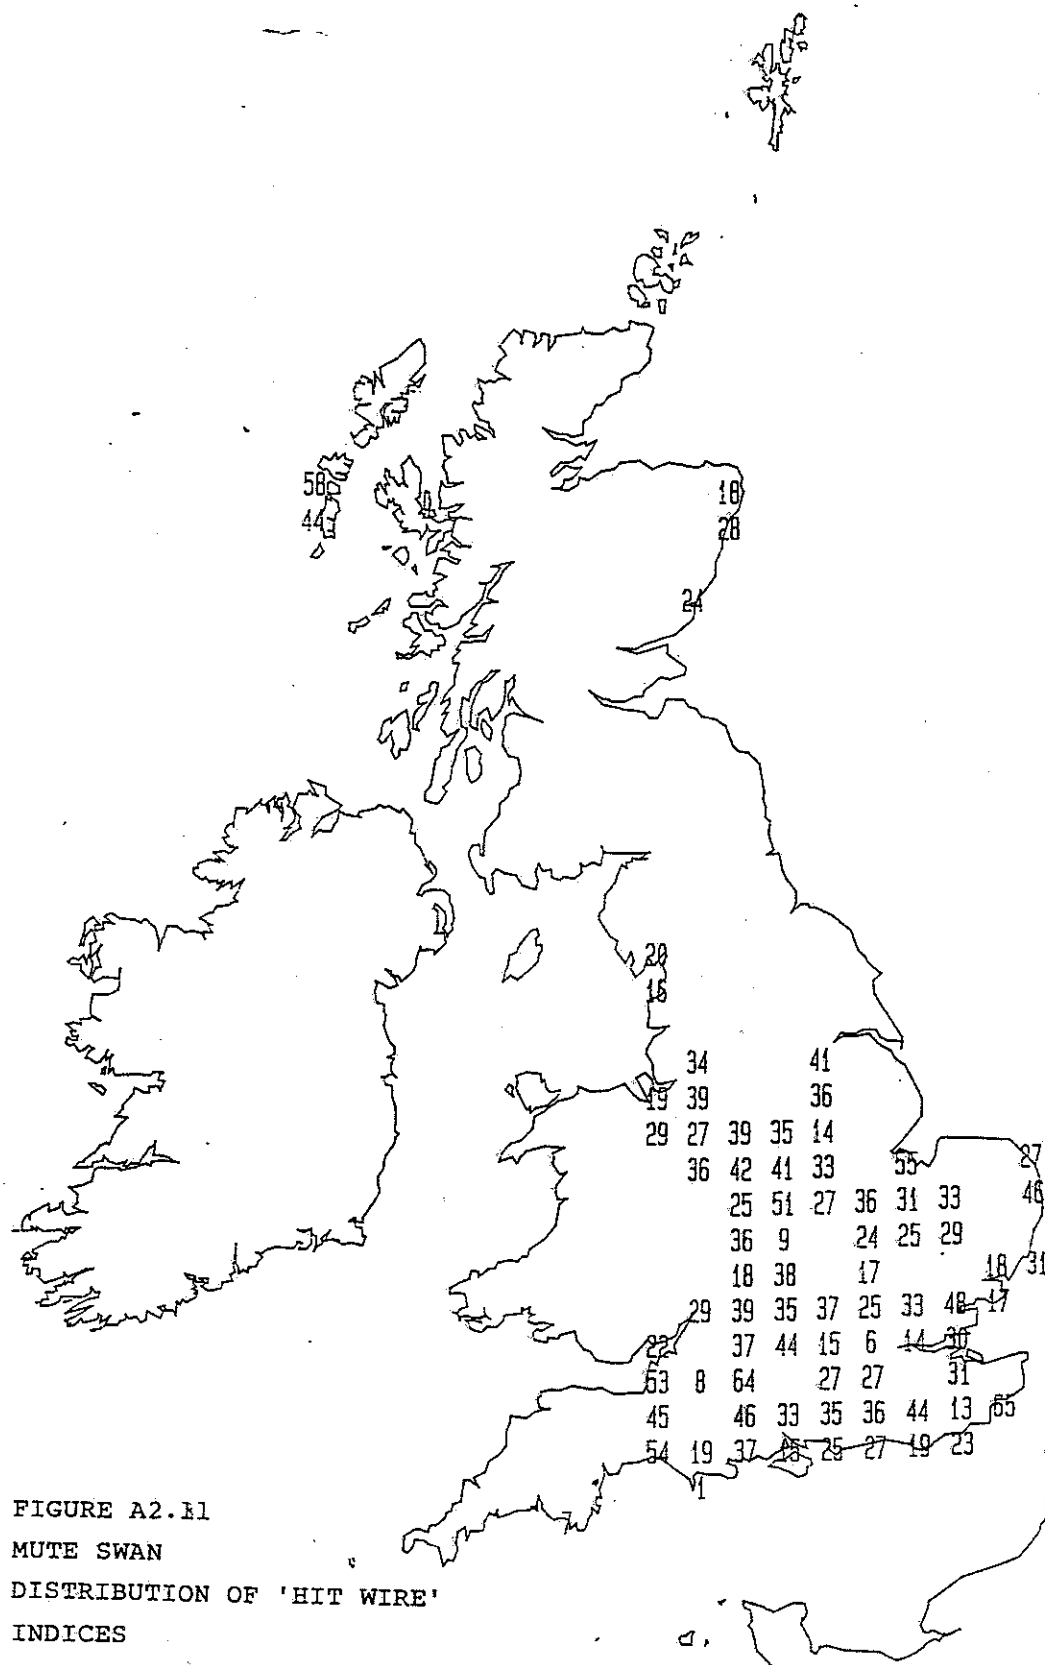 58
18
44
28
24
20
16
34 41
19 39 36
29 27 39 35 14
36 42 41 33 55 27
25 51 27 36 31 33 46
36 9 24 25 29
18 38 17 18 31
29 39 35 37 25 33 48 17
22 37 44 15 6 14 30
53 8 64 27 27 31
45 46 33 35 36 44 13 65
54 19 37 45 25 27 19 23
1
FIGURE A2.11
MUTE SWAN
DISTRIBUTION OF 'HIT WIRE'
INDICES